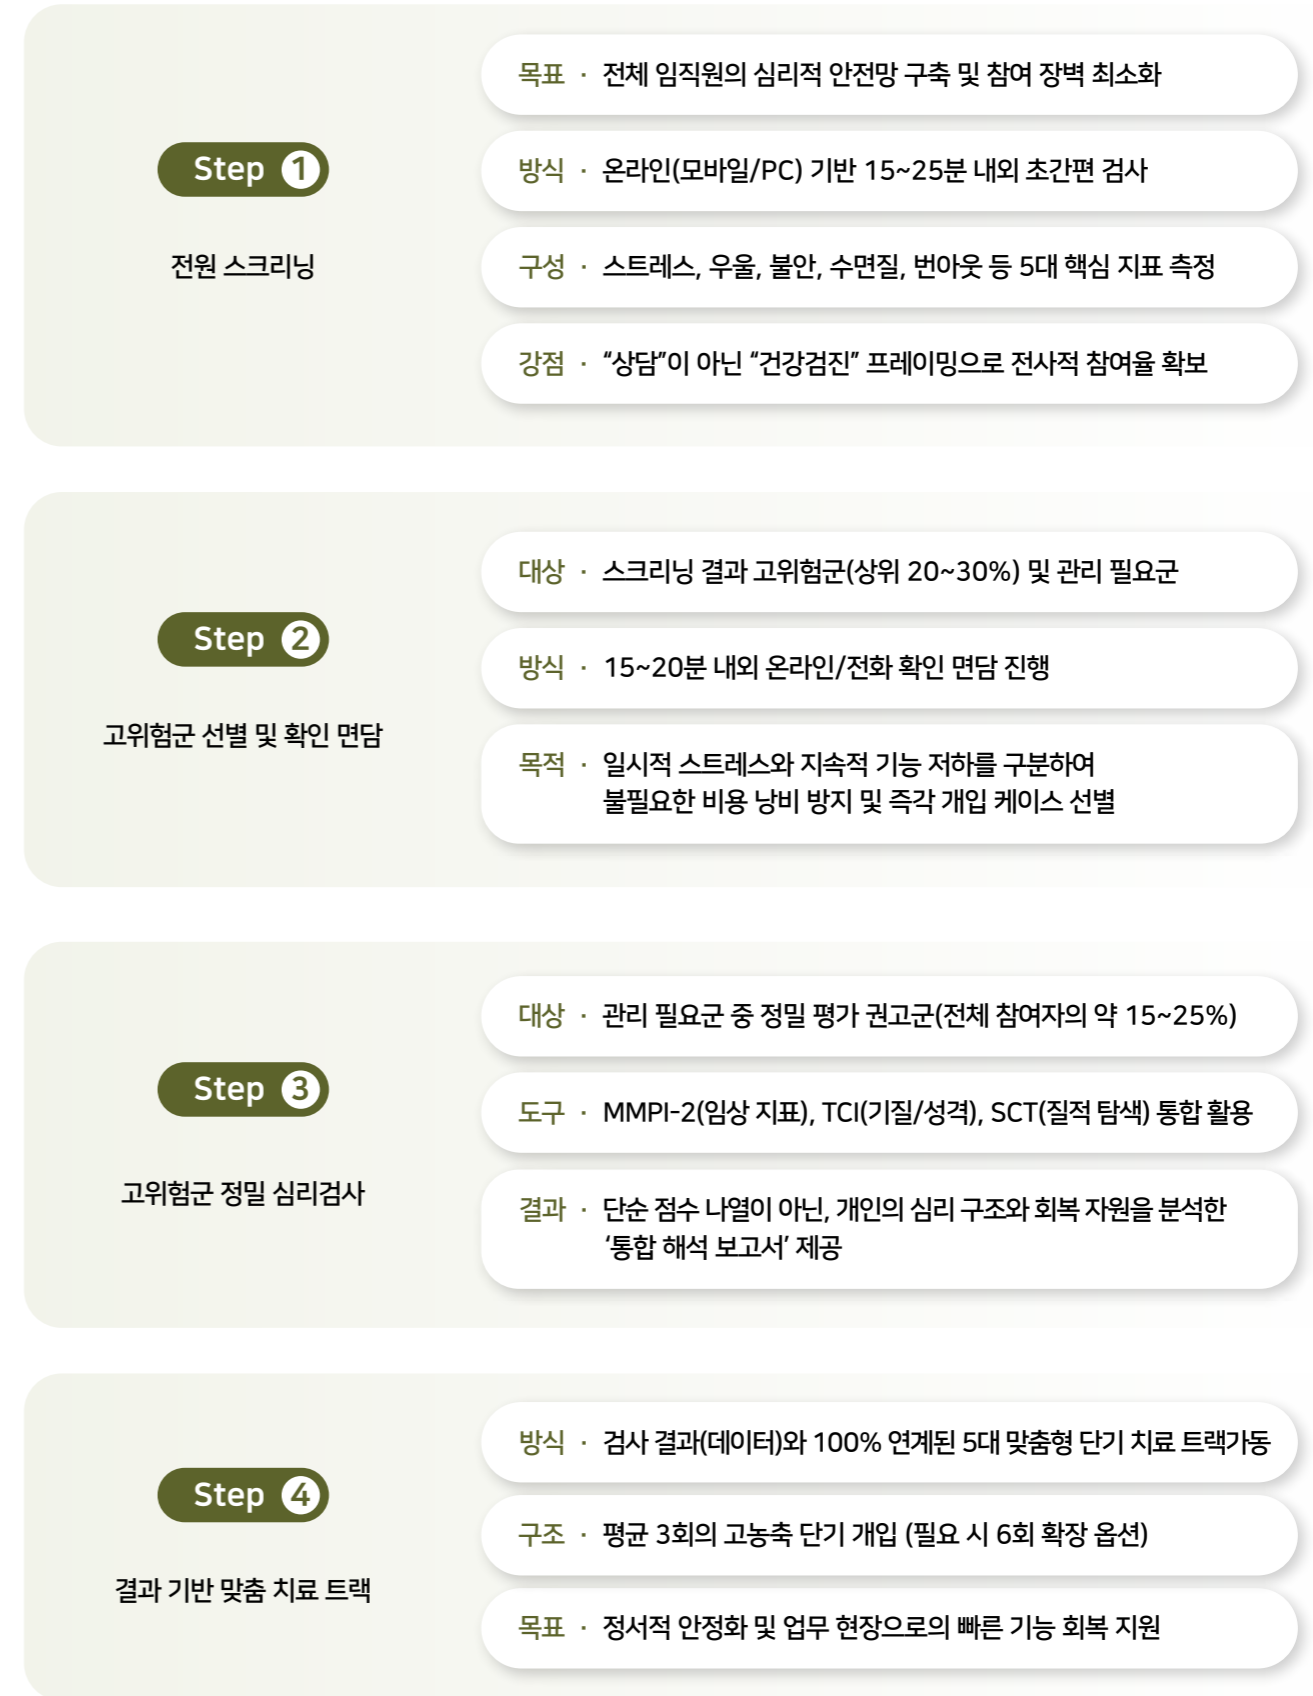 Step 1
전원 스크리닝
목표 · 전체 임직원의 심리적 안전망 구축 및 참여 장벽 최소화
방식 · 온라인(모바일/PC) 기반 15~25분 내외 초간편 검사
구성 · 스트레스, 우울, 불안, 수면질, 번아웃 등 5대 핵심 지표 측정
강점 · “상담”이 아닌 “건강검진” 프레이밍으로 전사적 참여율 확보
Step 2
고위험군 선별 및 확인 면담
대상 · 스크리닝 결과 고위험군(상위 20~30%) 및 관리 필요군
방식 · 15~20분 내외 온라인/전화 확인 면담 진행
목적 · 일시적 스트레스와 지속적 기능 저하를 구분하여
불필요한 비용 낭비 방지 및 즉각 개입 케이스 선별
Step 3
고위험군 정밀 심리검사
대상 · 관리 필요군 중 정밀 평가 권고군(전체 참여자의 약 15~25%)
도구 · MMPI-2(임상 지표), TCI(기질/성격), SCT(질적 탐색) 통합 활용
결과 · 단순 점수 나열이 아닌, 개인의 심리 구조와 회복 자원을 분석한
‘통합 해석 보고서’ 제공
Step 4
결과 기반 맞춤 치료 트랙
방식 · 검사 결과(데이터)와 100% 연계된 5대 맞춤형 단기 치료 트랙가동
구조 · 평균 3회의 고농축 단기 개입 (필요 시 6회 확장 옵션)
목표 · 정서적 안정화 및 업무 현장으로의 빠른 기능 회복 지원